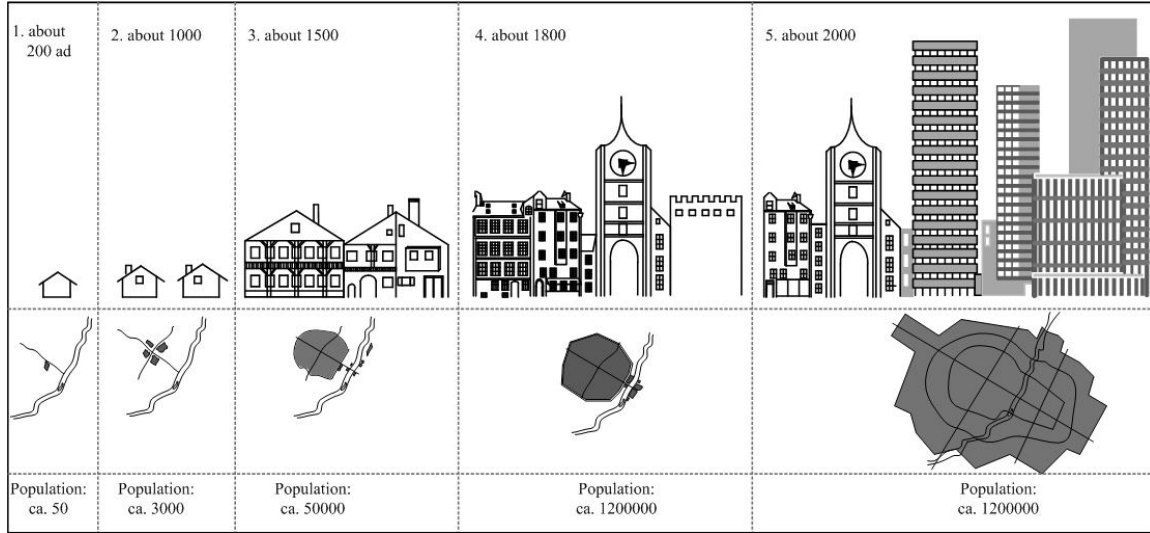 1. about
200 ad
2. about 1000
3. about 1500
4. about 1800
5. about 2000
Population:
ca. 50
Population:
ca. 3000
Population:
ca. 50000
Population:
ca. 1200000
Population:
ca. 1200000